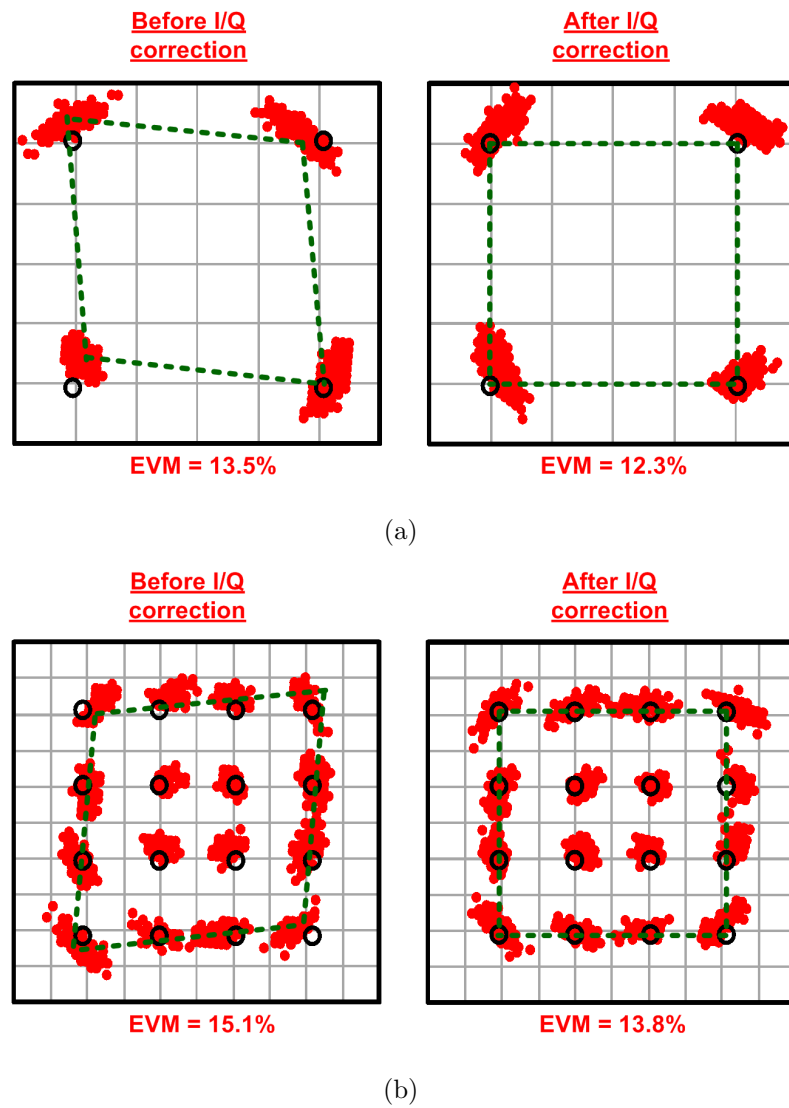 Before I/Q
correction
After I/Q
correction
EVM = 13.5%
EVM = 12.3%
(a)
Before I/Q
correction
After I/Q
correction
EVM = 15.1%
EVM = 13.8%
(b)